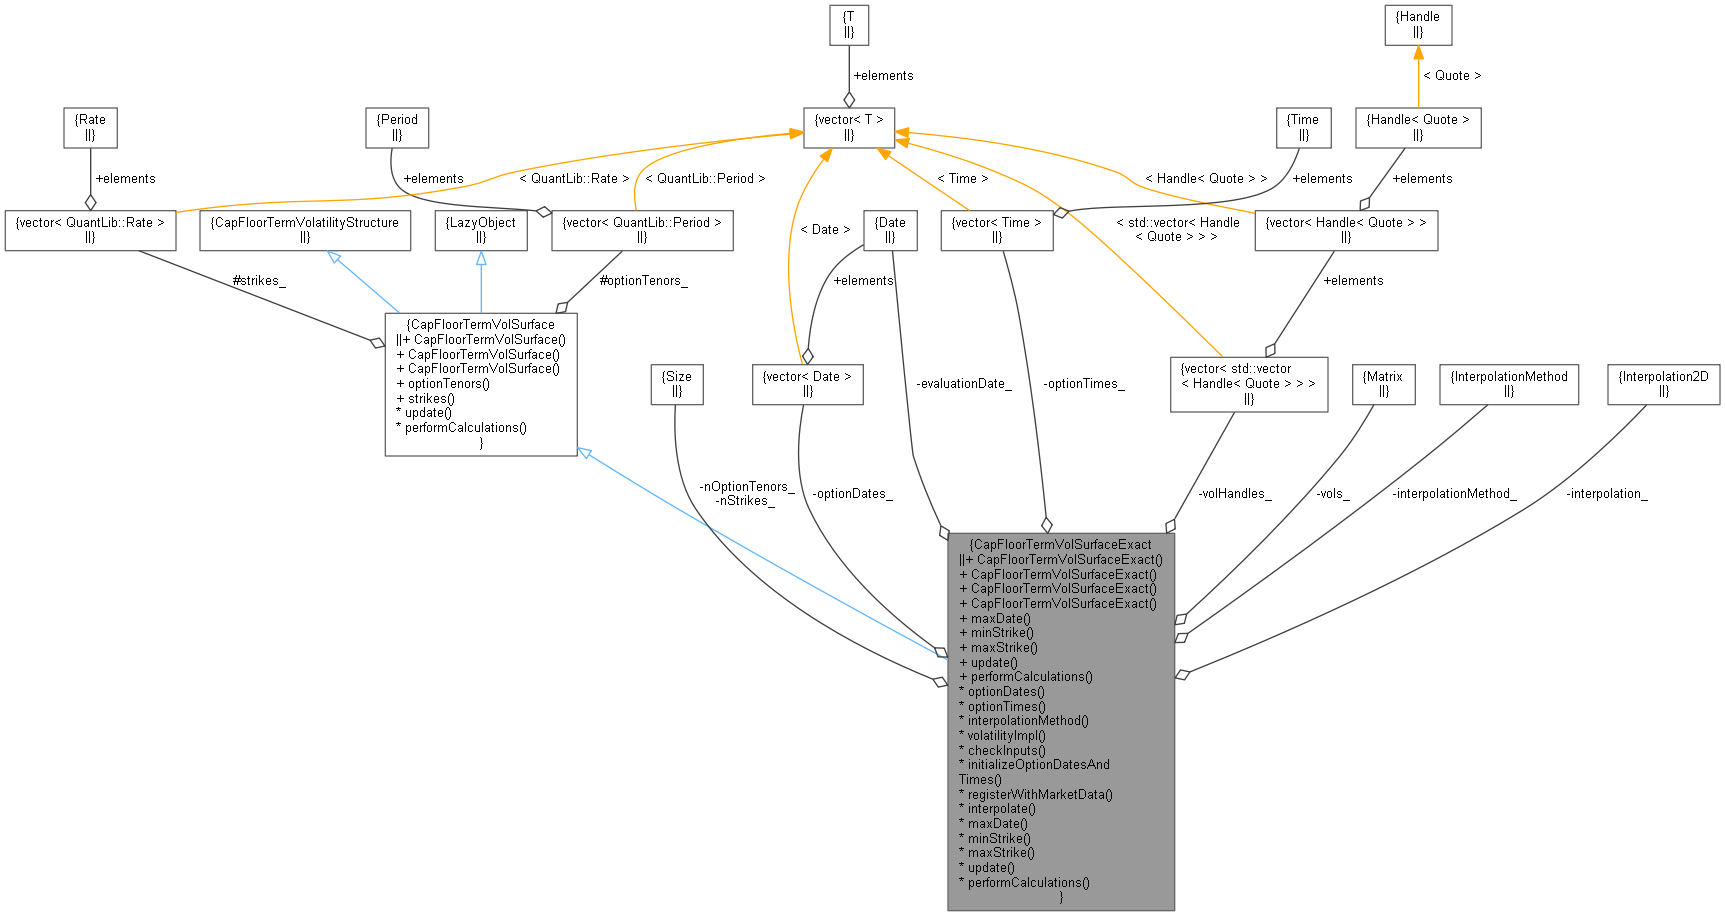 {T
||}
{Handle
||}
+elements
< Quote >
{Rate
||}
{Period
||}
{vector< T >
||}
{Time
||}
{Handle< Quote >
||}
+elements
+elements
< QuantLib::Rate >
< QuantLib::Period >
< Time >
< Handle< Quote > >
+elements
+elements
{vector< QuantLib::Rate >
||}
{CapFloorTermVolatilityStructure
||}
{LazyObject
||}
{vector< QuantLib::Period >
||}
< Date >
{Date
||}
{vector< Time >
||}
< std::vector< Handle
< Quote > > >
{vector< Handle< Quote > >
||}
#strikes_
#optionTenors_
+elements
+elements
{CapFloorTermVolSurface
||+ CapFloorTermVolSurface()
+ CapFloorTermVolSurface()
+ CapFloorTermVolSurface()
+ optionTenors()
+ strikes()
* update()
* performCalculations()
}
{Size
||}
{vector< Date >
||}
-evaluationDate_
-optionTimes_
{vector< std::vector
< Handle< Quote > > >
||}
{Matrix
||}
{InterpolationMethod
||}
{Interpolation2D
||}
-nOptionTenors_
-nStrikes_
-optionDates_
-volHandles_
-vols_
-interpolationMethod_
-interpolation_
{CapFloorTermVolSurfaceExact
||+ CapFloorTermVolSurfaceExact()
+ CapFloorTermVolSurfaceExact()
+ CapFloorTermVolSurfaceExact()
+ CapFloorTermVolSurfaceExact()
+ maxDate()
+ minStrike()
+ maxStrike()
+ update()
+ performCalculations()
* optionDates()
* optionTimes()
* interpolationMethod()
* volatilityImpl()
* checkInputs()
* initializeOptionDatesAnd
Times()
* registerWithMarketData()
* interpolate()
* maxDate()
* minStrike()
* maxStrike()
* update()
* performCalculations()
}